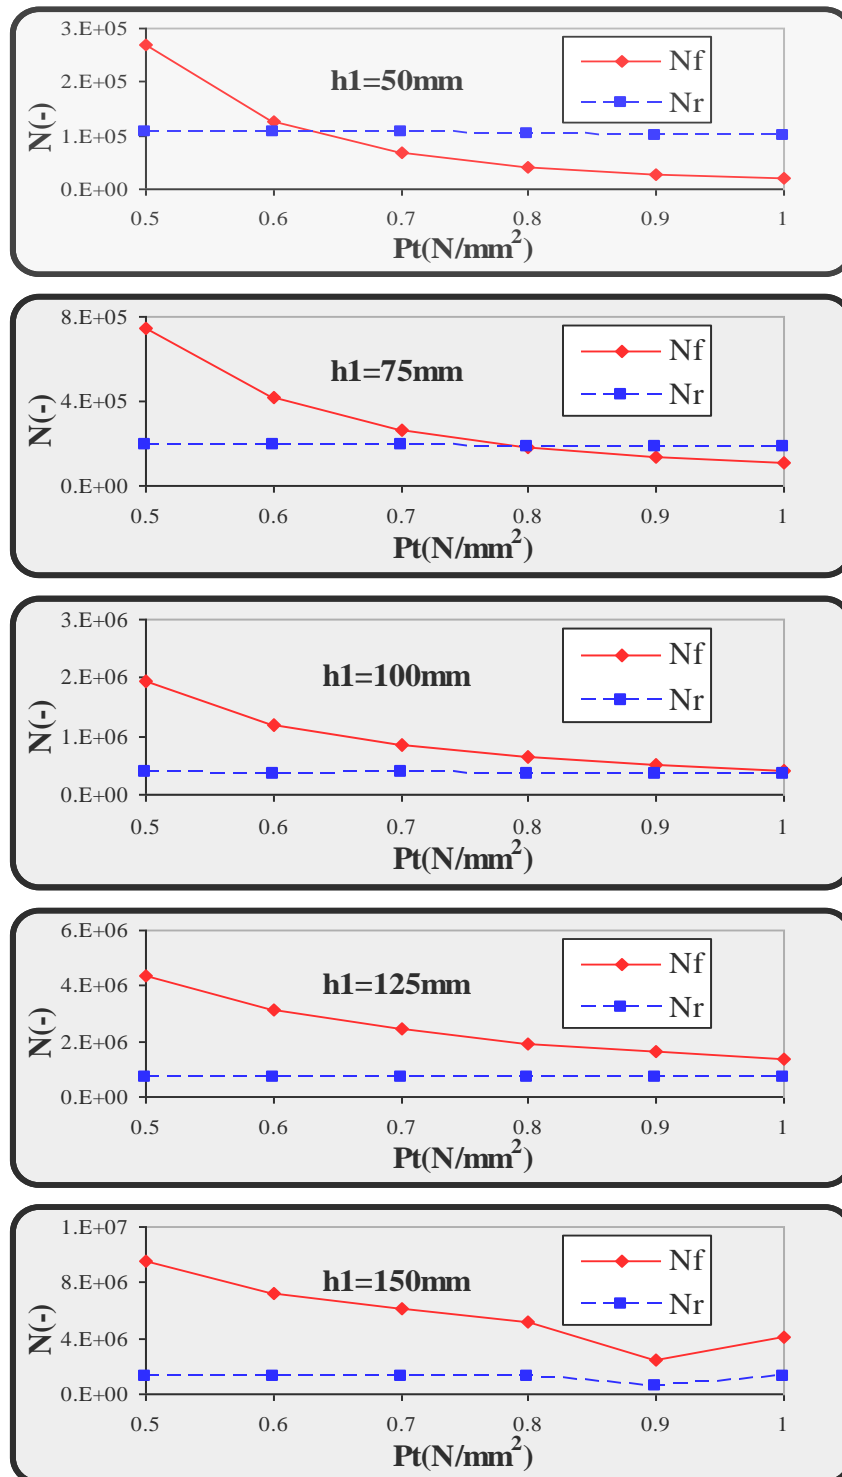 3.E+05
2.E+05
1.E+05
0.E+00
N(-)
h1=50mm
Nf
Nr
0.5 0.6 0.7 0.8 0.9 1
Pt(N/mm²)
8.E+05
4.E+05
0.E+00
N(-)
h1=75mm
Nf
Nr
0.5 0.6 0.7 0.8 0.9 1
Pt(N/mm²)
3.E+06
2.E+06
1.E+06
0.E+00
N(-)
h1=100mm
Nf
Nr
0.5 0.6 0.7 0.8 0.9 1
Pt(N/mm²)
6.E+06
4.E+06
2.E+06
0.E+00
N(-)
h1=125mm
Nf
Nr
0.5 0.6 0.7 0.8 0.9 1
Pt(N/mm²)
1.E+07
8.E+06
4.E+06
0.E+00
N(-)
h1=150mm
Nf
Nr
0.5 0.6 0.7 0.8 0.9 1
Pt(N/mm²)